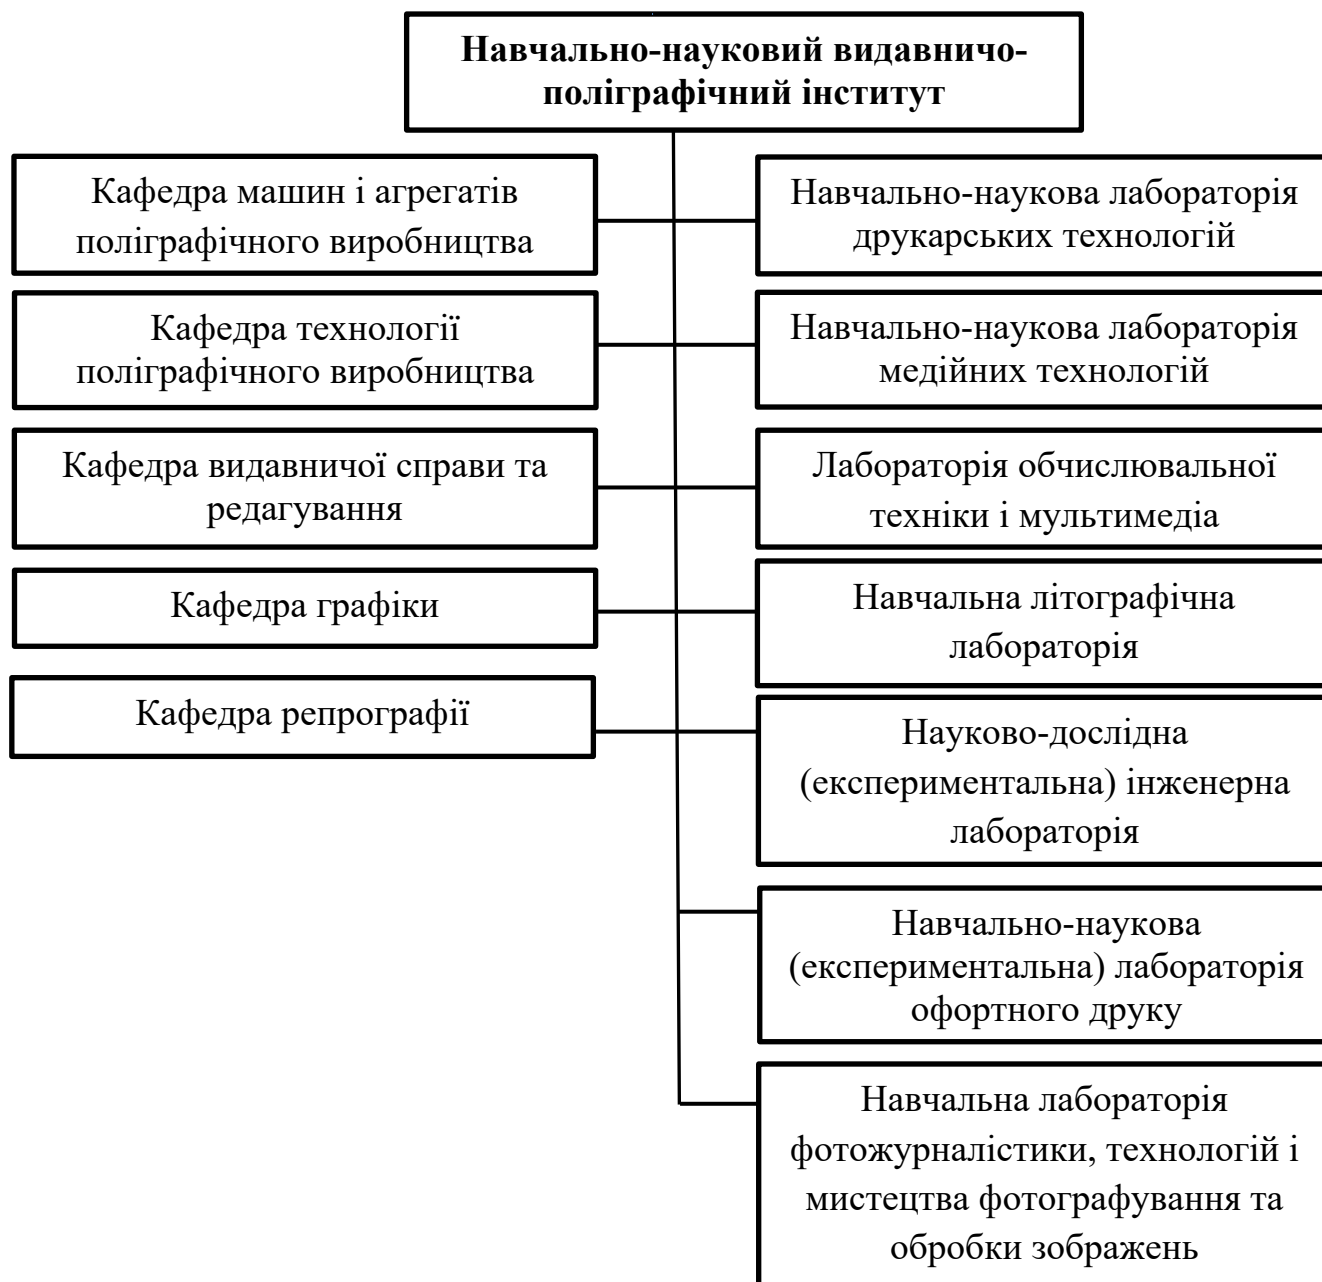 Навчально-науковий видавничо-
поліграфічний інститут
Кафедра машин і агрегатів
поліграфічного виробництва
Кафедра технології
поліграфічного виробництва
Кафедра видавничої справи та
редагування
Кафедра графіки
Кафедра репрографії
Навчально-наукова лабораторія
друкарських технологій
Навчально-наукова лабораторія
медійних технологій
Лабораторія обчислювальної
техніки і мультимедіа
Навчальна літографічна
лабораторія
Науково-дослідна
(експериментальна) інженерна
лабораторія
Навчально-наукова
(експериментальна) лабораторія
офортного друку
Навчальна лабораторія
фотожурналістики, технологій і
мистецтва фотографування та
обробки зображень